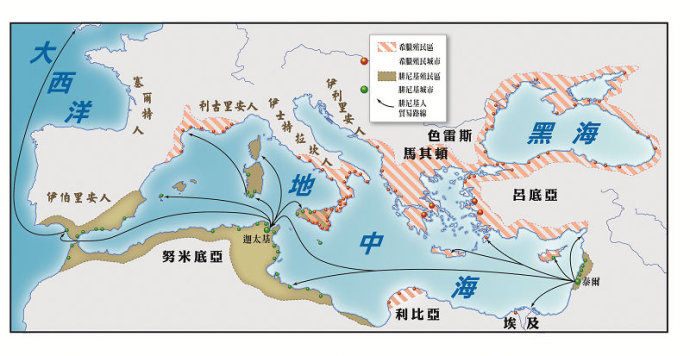 大
西
洋
希臘殖民區
希臘殖民城市
腓尼基殖民區
腓尼基城市
腓尼基人
貿易路線
塞爾特人
利古里安人
伊士特拉坎人
伊利里安人
色雷斯
馬其頓
黑海
呂底亞
伊伯里安人
地
中
海
努米底亞
迦太基
利比亞
埃及
泰爾